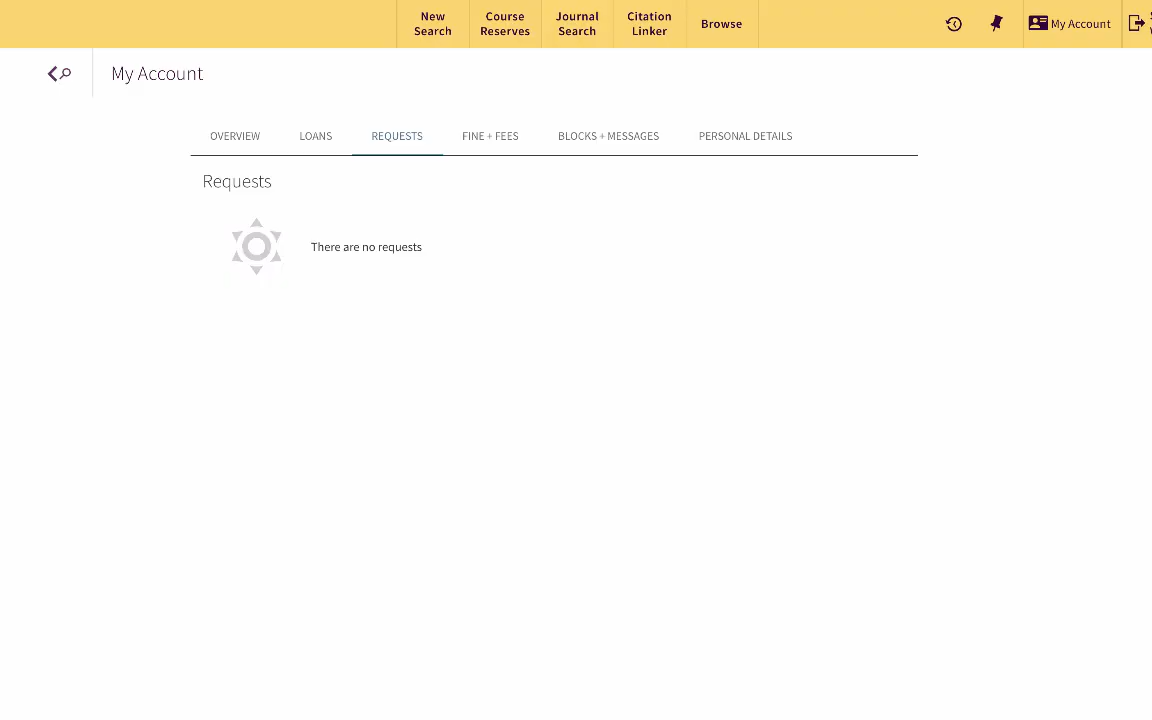 New Search
Course Reserves
Journal Search
Citation Linker
Browse
My Account
My Account
OVERVIEW
LOANS
REQUESTS
FINE + FEES
BLOCKS + MESSAGES
PERSONAL DETAILS
Requests
There are no requests